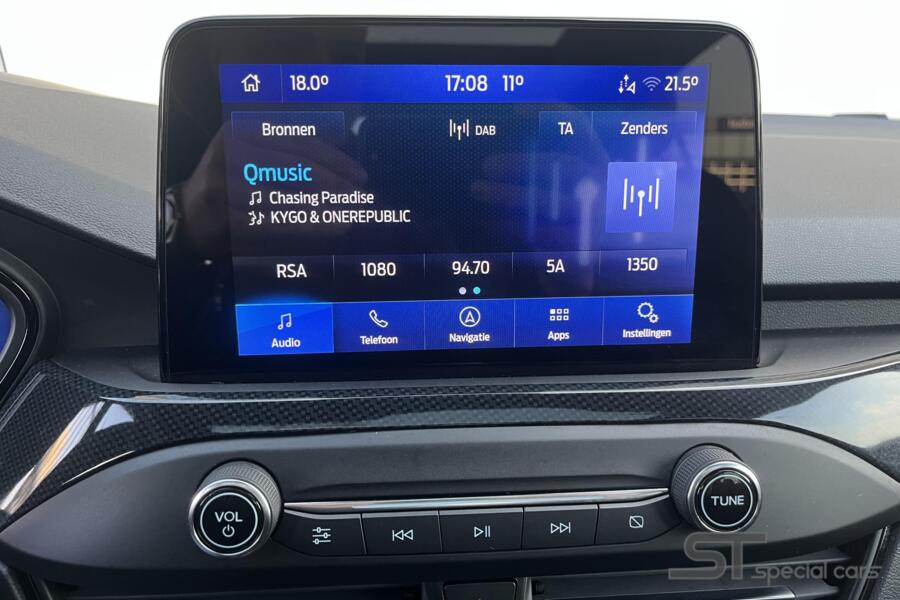 18.0° 17:08 11° 21.5°
Bronnen DAB TA Zenders
Qmusic
Chasing Paradise
KYGO & ONEREPUBLIC
RSA 1080 94.70 5A 1350
Audio Telefoon Navigatie Apps Instellingen
VOL TUNE
ST special cars